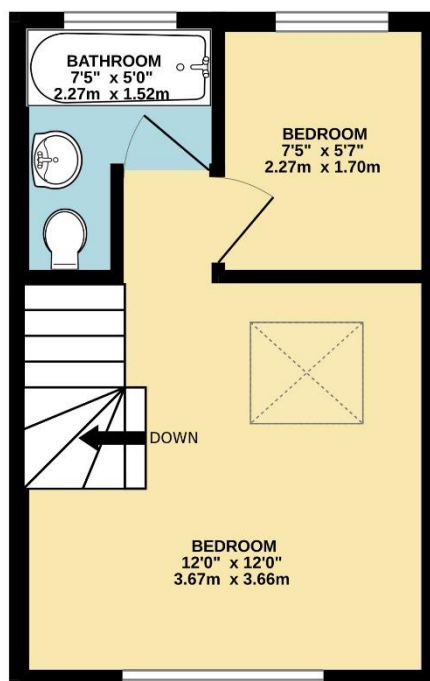 BATHROOM
7'5" x 5'0"
2.27m x 1.52m
BEDROOM
7'5" x 5'7"
2.27m x 1.70m
DOWN
BEDROOM
12'0" x 12'0"
3.67m x 3.66m